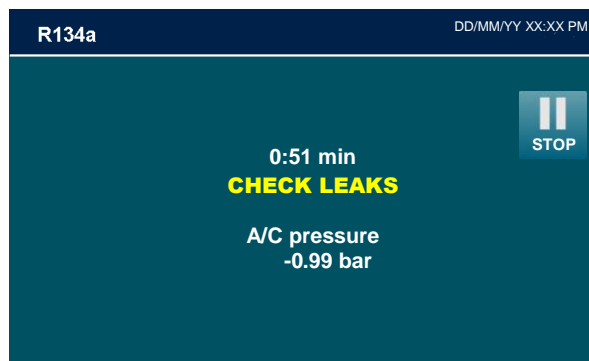 R134a
DD/MM/YY XX:XX PM
STOP
0:51 min
CHECK LEAKS
A/C pressure
-0.99 bar